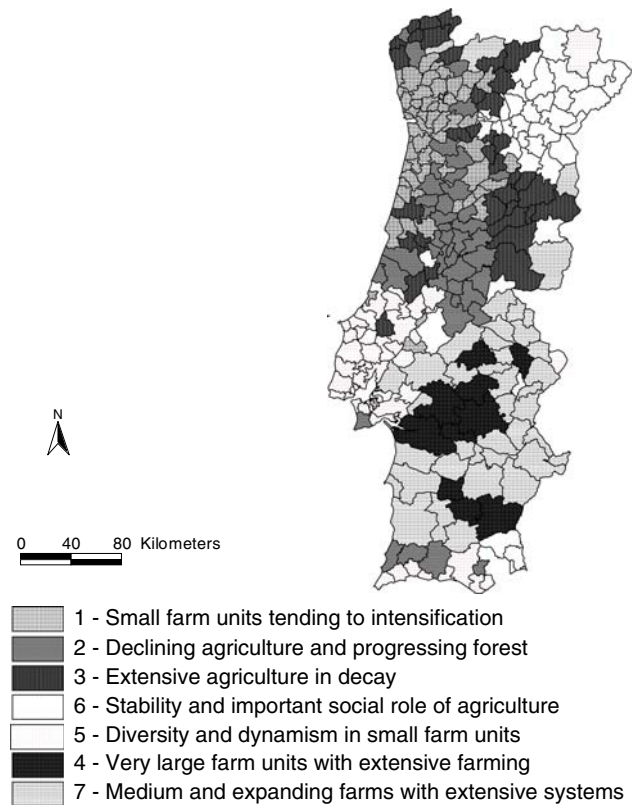 N
0 40 80 Kilometers
1 - Small farm units tending to intensification
2 - Declining agriculture and progressing forest
3 - Extensive agriculture in decay
6 - Stability and important social role of agriculture
5 - Diversity and dynamism in small farm units
4 - Very large farm units with extensive farming
7 - Medium and expanding farms with extensive systems